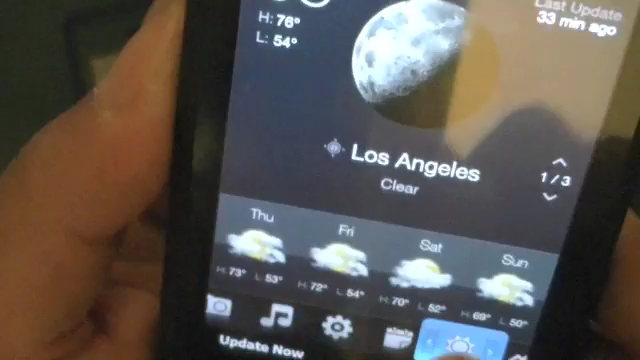 Last Update
33 min ago
H: 76°
L: 54°
Los Angeles
Clear
1 / 3
Thu
Fri
Sat
Sun
H: 73° L: 53°
H: 72° L: 54°
H: 70° L: 52°
H: 69° L: 50°
Update Now